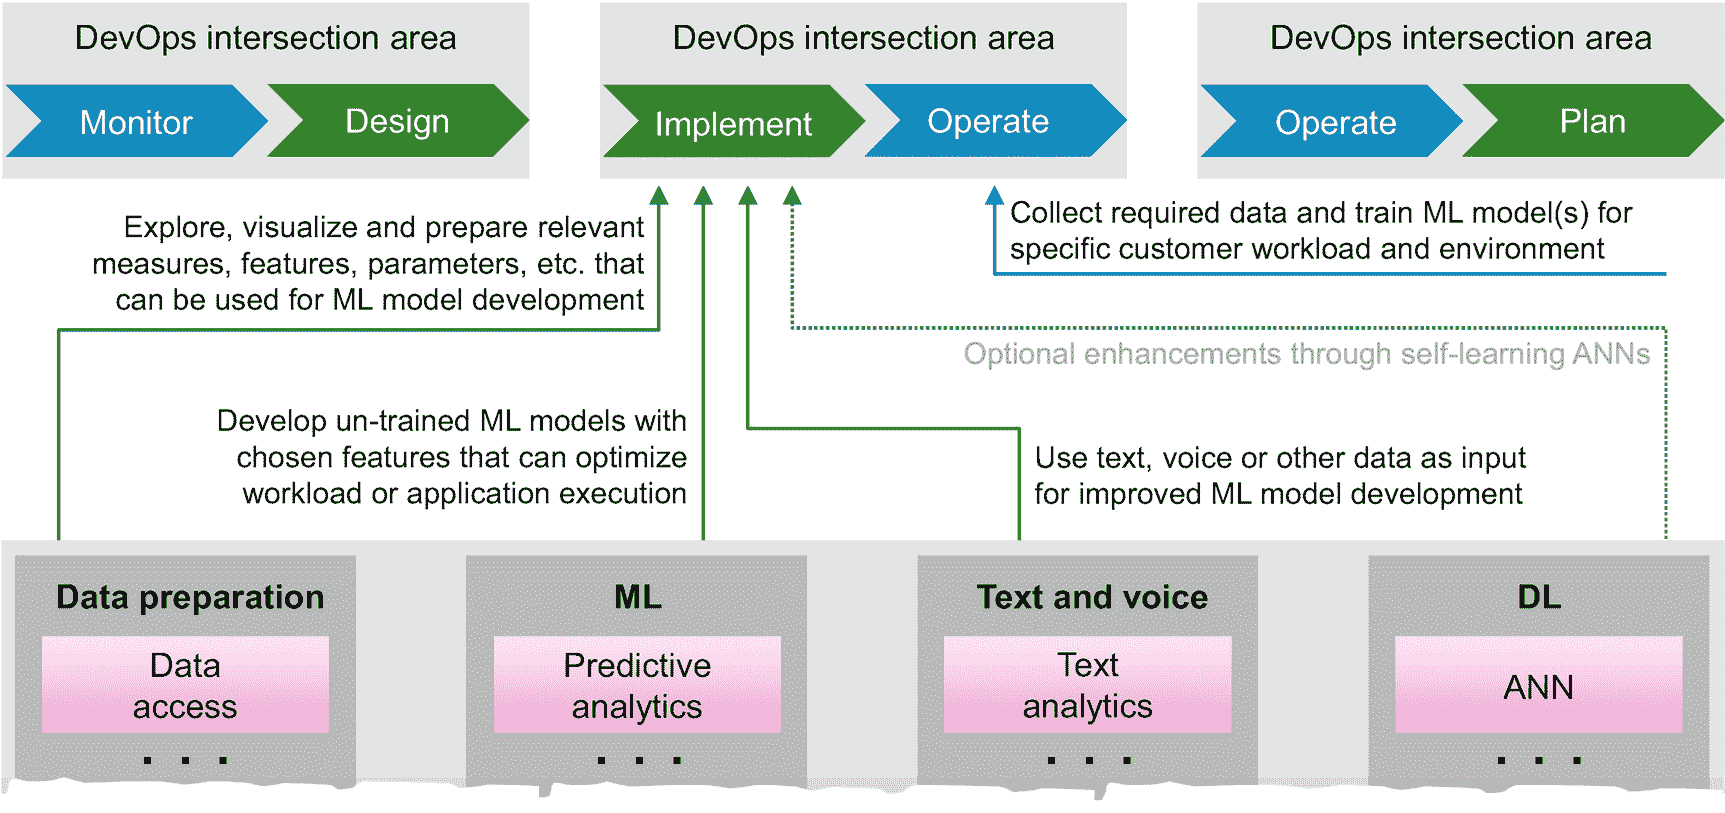 DevOps intersection area
Monitor
Design
DevOps intersection area
Implement
Operate
DevOps intersection area
Operate
Plan
Explore, visualize and prepare relevant
measures, features, parameters, etc. that
can be used for ML model development
Collect required data and train ML model(s) for
specific customer workload and environment
Optional enhancements through self-learning ANNs
Develop un-trained ML models with
chosen features that can optimize
workload or application execution
Use text, voice or other data as input
for improved ML model development
Data preparation
Data
access
. . .
ML
Predictive
analytics
. . .
Text and voice
Text
analytics
. . .
DL
ANN
. . .